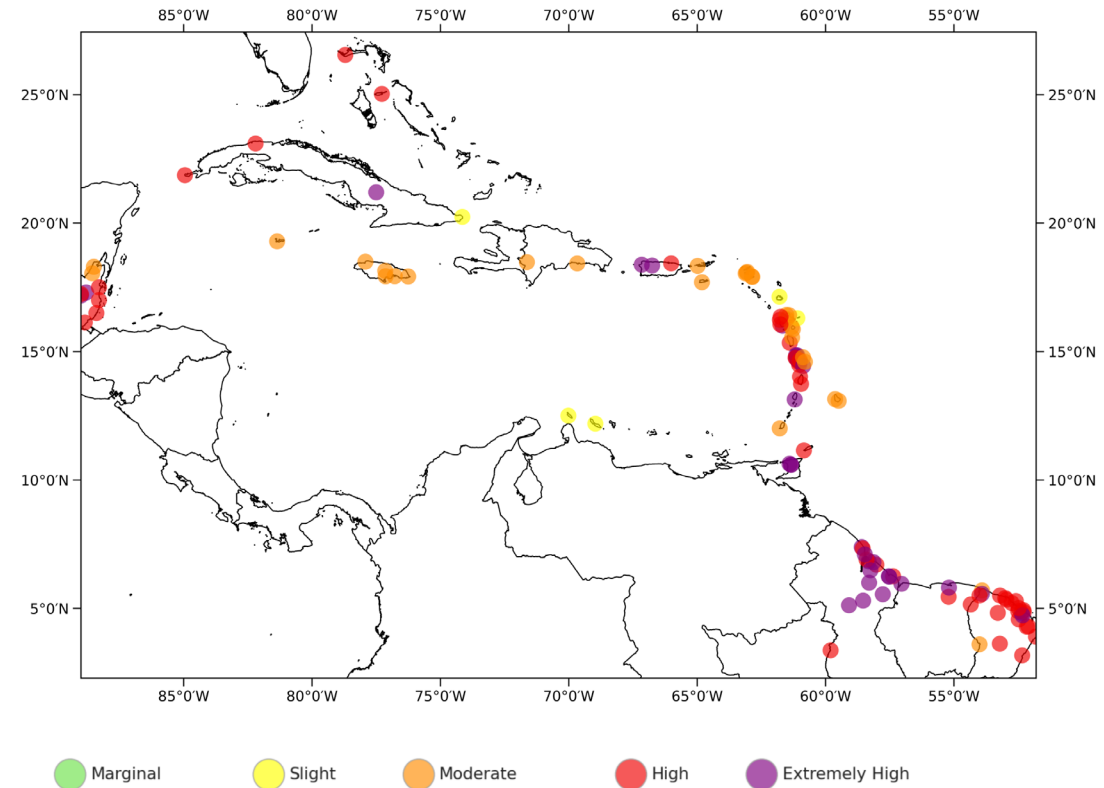 85°0′W 80°0′W 75°0′W 70°0′W 65°0′W 60°0′W 55°0′W
25°0′N 25°0′N
20°0′N 20°0′N
15°0′N 15°0′N
10°0′N 10°0′N
5°0′N 5°0′N
85°0′W 80°0′W 75°0′W 70°0′W 65°0′W 60°0′W 55°0′W
Marginal Slight Moderate High Extremely High